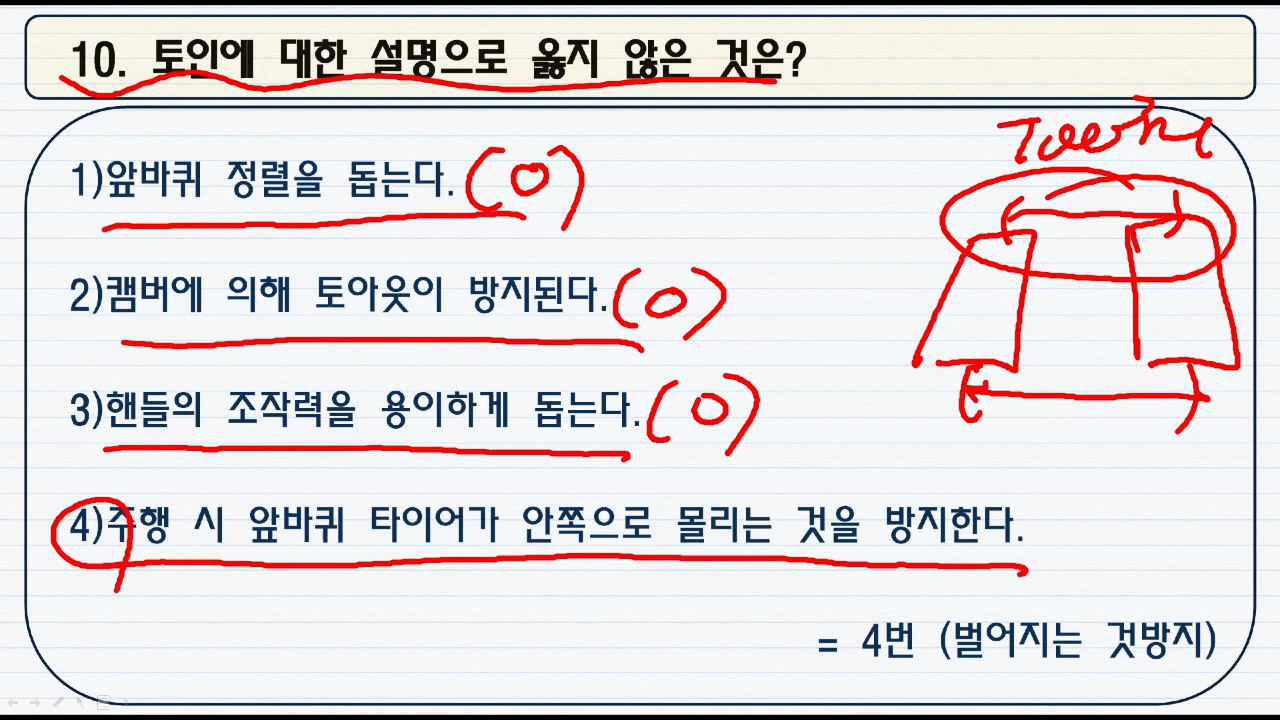 10. 토인에 대한 설명으로 옳지 않은 것은?
1)앞바퀴 정렬을 돕는다. (O)
2)캠버에 의해 토아웃이 방지된다. (O)
3)핸들의 조작력을 용이하게 돕는다. (O)
4)주행 시 앞바퀴 타이어가 안쪽으로 몰리는 것을 방지한다.
= 4번 (벌어지는 것방지)